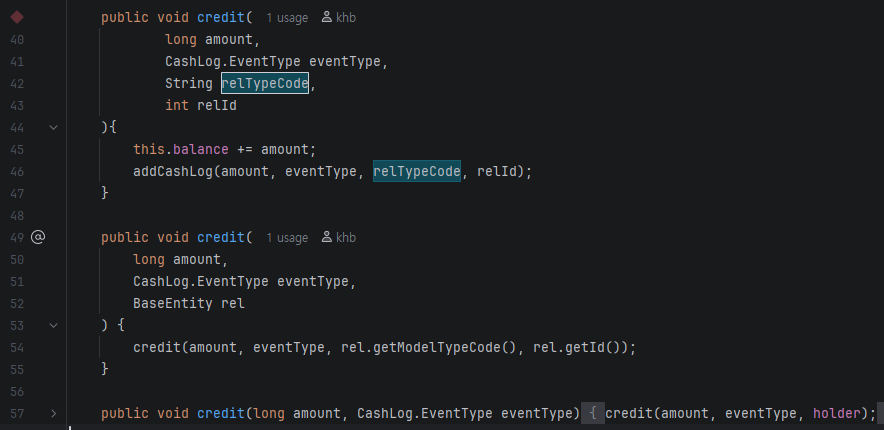 public void credit( 1 usage khb
40 long amount,
41 CashLog.EventType eventType,
42 String relTypeCode,
43 int relId
44 ){
45 this.balance += amount;
46 addCashLog(amount, eventType, relTypeCode, relId);
47 }
48
49 @ public void credit( 1 usage khb
50 long amount,
51 CashLog.EventType eventType,
52 BaseEntity rel
53 ) {
54 credit(amount, eventType, rel.getModelTypeCode(), rel.getId());
55 }
56
57 public void credit(long amount, CashLog.EventType eventType) { credit(amount, eventType, holder);